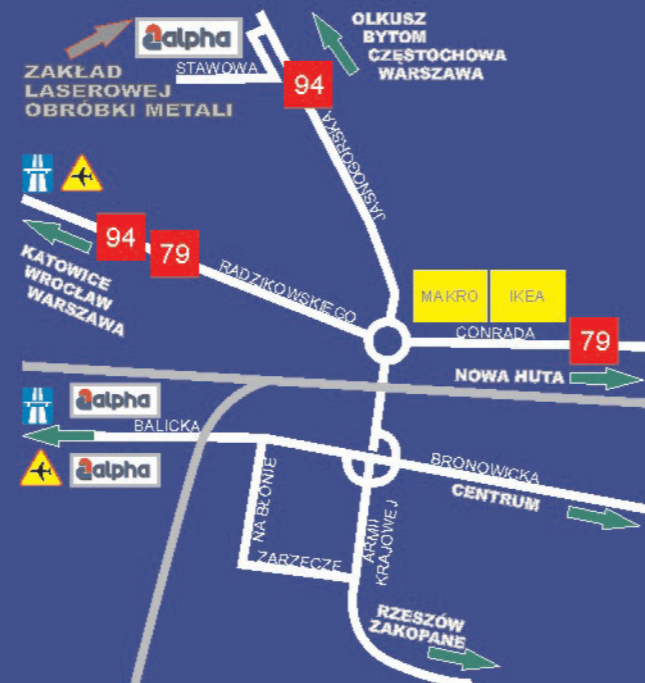 alpha
OLKUSZ
BYTOM
CZĘSTOCHOWA
WARSZAWA
ZAKŁAD
LASEROWEJ
OBRÓBKI METALI
STAWOWA
94
JASNOGÓRSKA
94
79
KATOWICE
WROCŁAW
WARSZAWA
RADZIKOWSKIEGO
MAKRO
IKEA
CONRADA
79
NOWA HUTA
alpha
BALICKA
alpha
BRONOWICKA
CENTRUM
NA BŁONIE
ZARZECZE
ARMII
KRAJOWEJ
RZESZÓW
ZAKOPANE